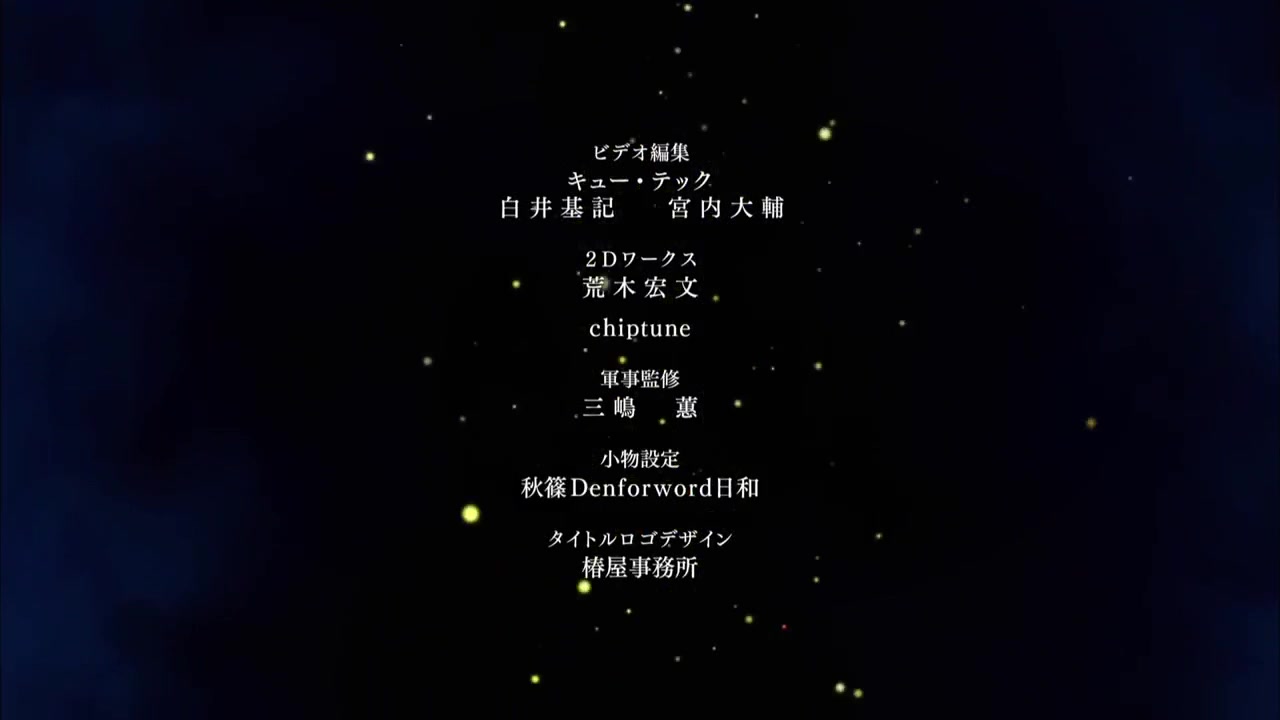 ビデオ編集
キュー・テック
白井基記　宮内大輔
２Dワークス
荒木宏文
chiptune
軍事監修
三嶋　蕙
小物設定
秋篠Denforword日和
タイトルロゴデザイン
椿屋事務所